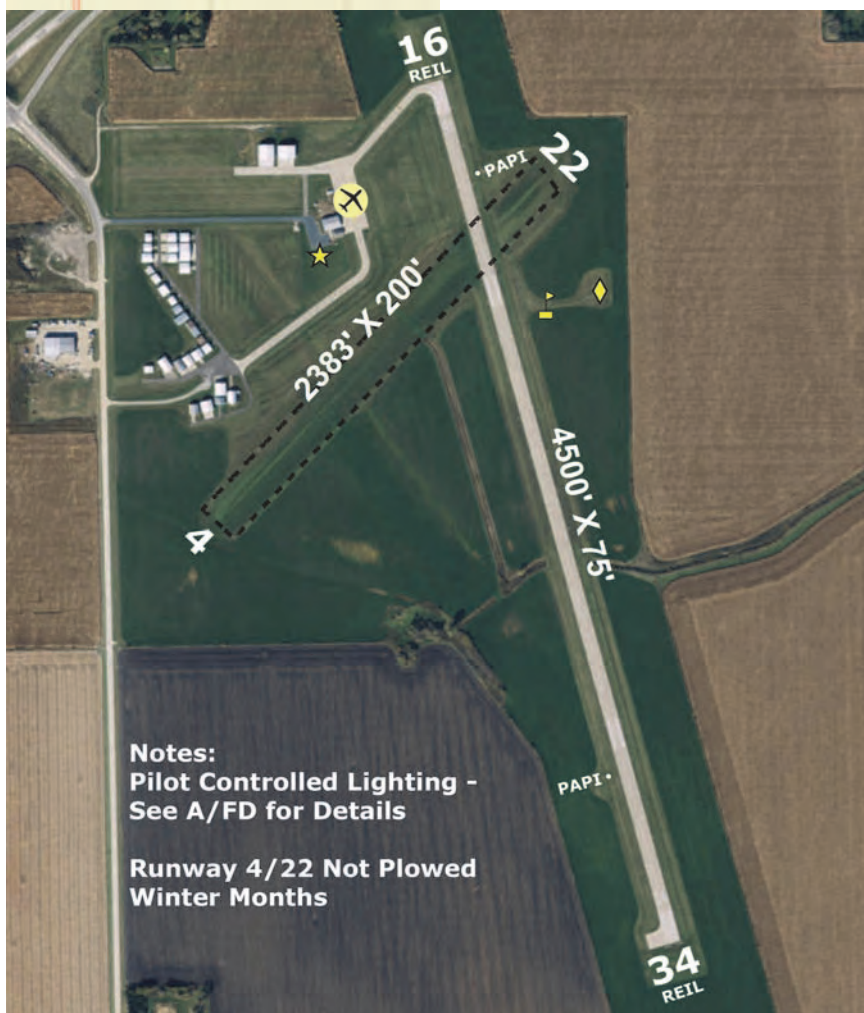 16
REIL
PAPI
22
2383' X 200'
4500' X 75'
4
Notes:
Pilot Controlled Lighting -
See A/FD for Details
Runway 4/22 Not Plowed
Winter Months
PAPI
34
REIL